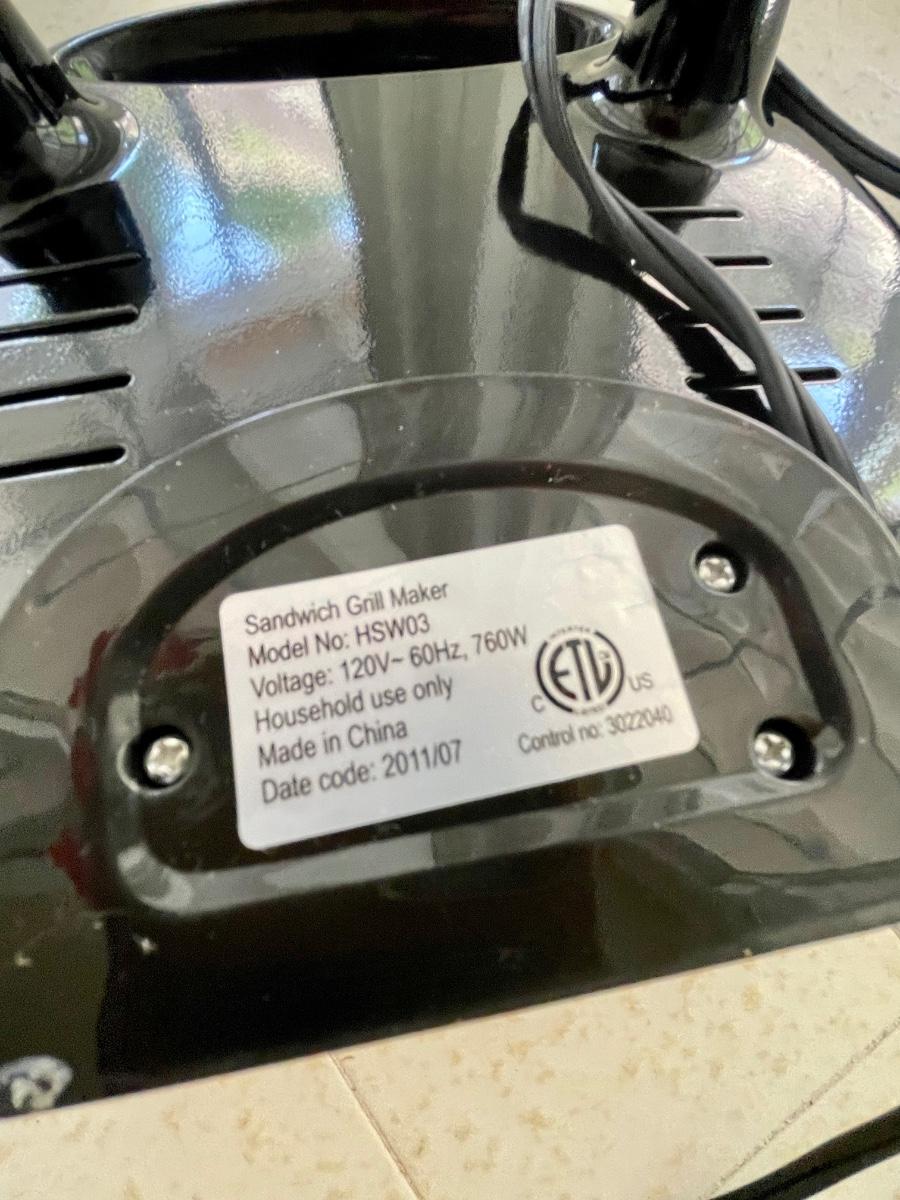 Sandwich Grill Maker
Model No: HSW03
Voltage: 120V~ 60Hz, 760W
Household use only
Made in China
Date code: 2011/07
INTERTEK
ETL
C US
Control no: 3022040